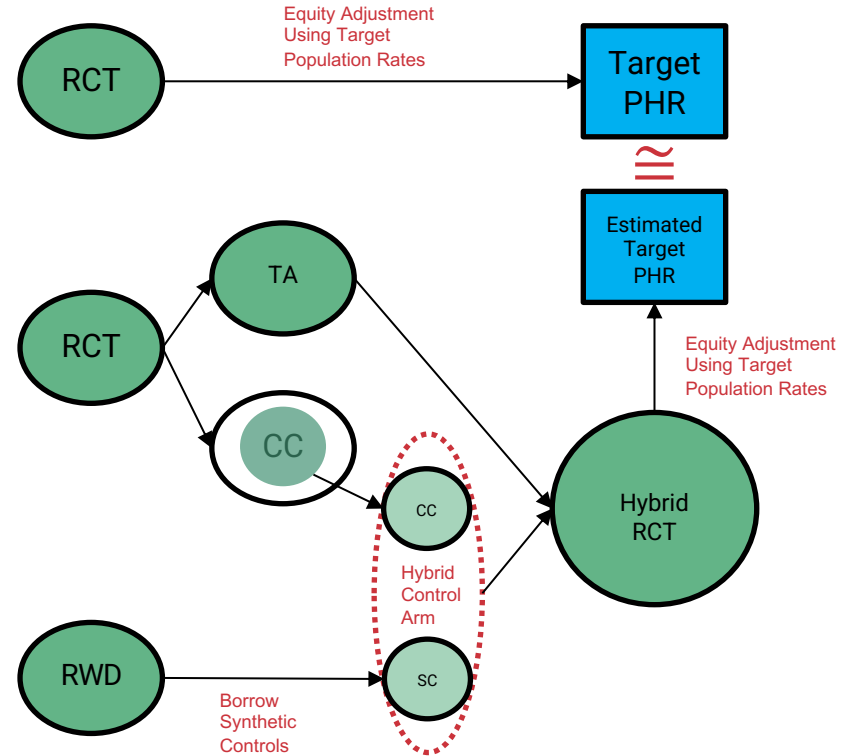 Equity Adjustment
Using Target
Population Rates
RCT
Target
PHR
≅
Estimated
Target
PHR
TA
RCT
Equity Adjustment
Using Target
Population Rates
CC
CC
Hybrid
RCT
Hybrid
Control
Arm
RWD
SC
Borrow
Synthetic
Controls